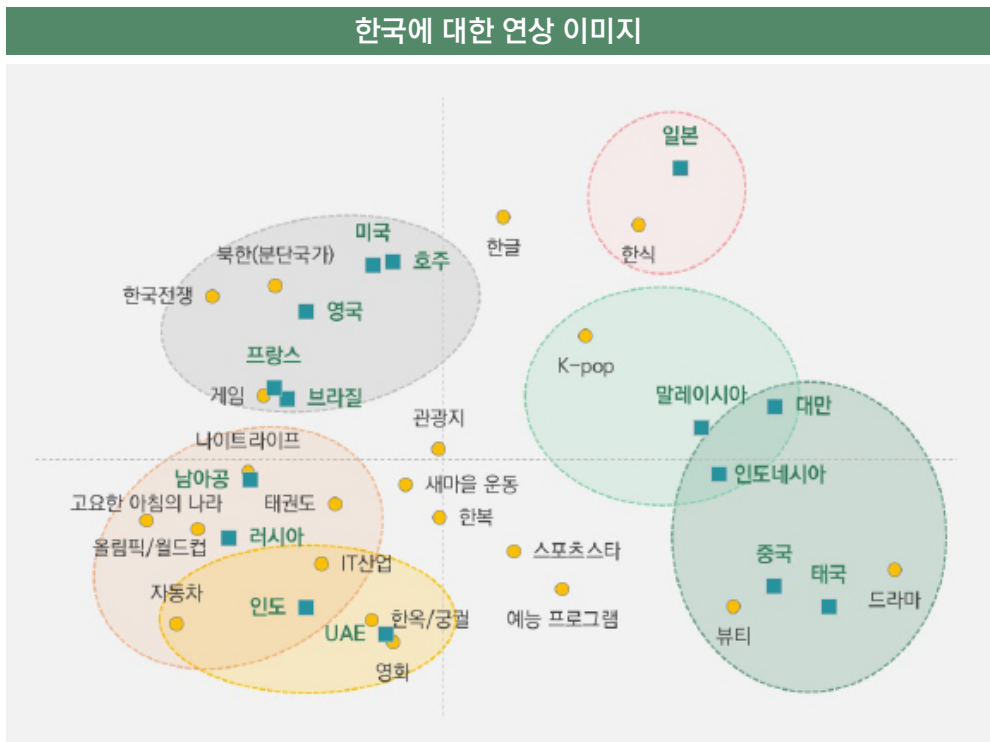 한국에 대한 연상 이미지
일본
한글
한식
미국
호주
북한(분단국가)
한국전쟁
영국
프랑스
게임
브라질
K-pop
말레이시아
대만
관광지
나이트라이프
남아공
새마을 운동
인도네시아
고요한 아침의 나라
태권도
한복
올림픽/월드컵
러시아
스포츠스타
IT산업
중국
태국
자동차
인도
드라마
한옥/궁궐
예능 프로그램
UAE
뷰티
영화